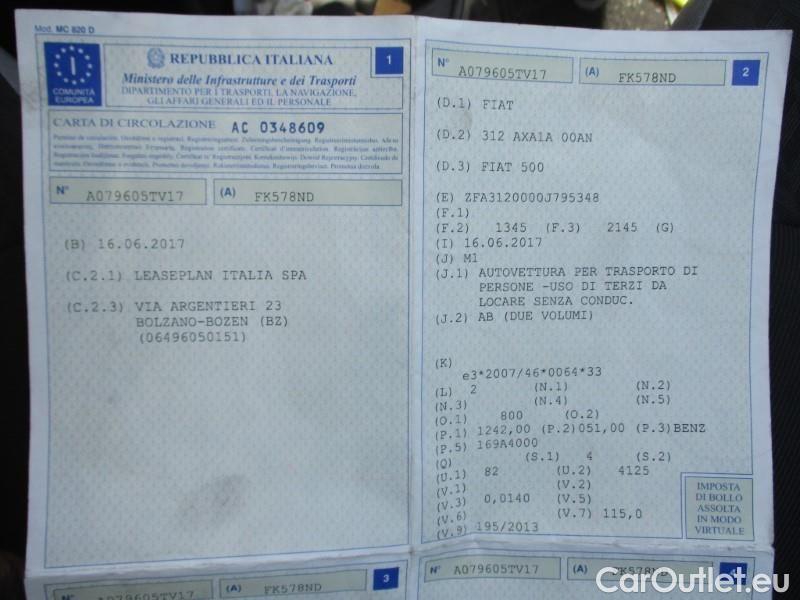 Mod. MC 820 D
I
COMUNITÀ
EUROPEA
REPUBBLICA ITALIANA
1
Ministero delle Infrastrutture e dei Trasporti
DIPARTIMENTO PER I TRASPORTI, LA NAVIGAZIONE,
GLI AFFARI GENERALI ED IL PERSONALE
CARTA DI CIRCOLAZIONE AC 0348609
N° A079605TV17 (A) FK578ND
(B) 16.06.2017
(C.2.1) LEASEPLAN ITALIA SPA
(C.2.3) VIA ARGENTIERI 23
BOLZANO-BOZEN (BZ)
(06496050151)
N° A079605TV17 (A) FK578ND
3
N° A079605TV17 (A) FK578ND 2
(D.1) FIAT
(D.2) 312 AXA1A 00AN
(D.3) FIAT 500
(E) ZFA3120000J795348
(F.1)
(F.2) 1345 (F.3) 2145 (G)
(I) 16.06.2017
(J) M1
(J.1) AUTOVETTURA PER TRASPORTO DI
PERSONE -USO DI TERZI DA
LOCARE SENZA CONDUC.
(J.2) AB (DUE VOLUMI)
(K)
e3*2007/46*0064*33
(L) 2 (N.1) (N.2)
(N.3) (N.4) (N.5)
(O.1) 800 (O.2)
(P.1) 1242,00 (P.2)051,00 (P.3)BENZ
(P.5) 169A4000
(Q) (S.1) 4 (S.2)
(U.1) 82 (U.2) 4125
(V.1) (V.2)
(V.3) 0,0140 (V.5)
(V.6) (V.7) 115,0
(V.9) 195/2013
IMPOSTA
DI BOLLO
ASSOLTA
IN MODO
VIRTUALE
N° A079605TV17 (A) FK578ND 4
CarOutlet.eu